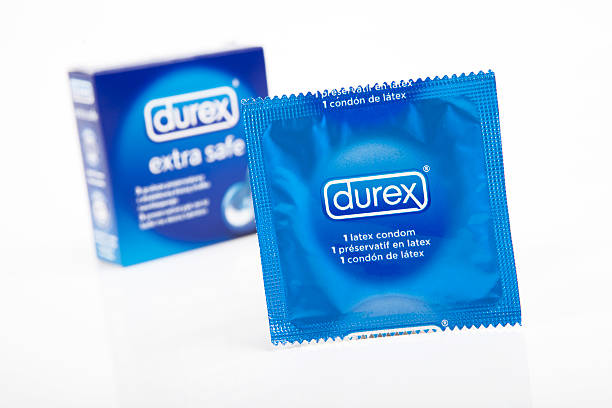 durex
extra safe
1 préservatif en latex
1 condón de látex
durex®
1 latex condom
1 préservatif en latex
1 condón de látex
®